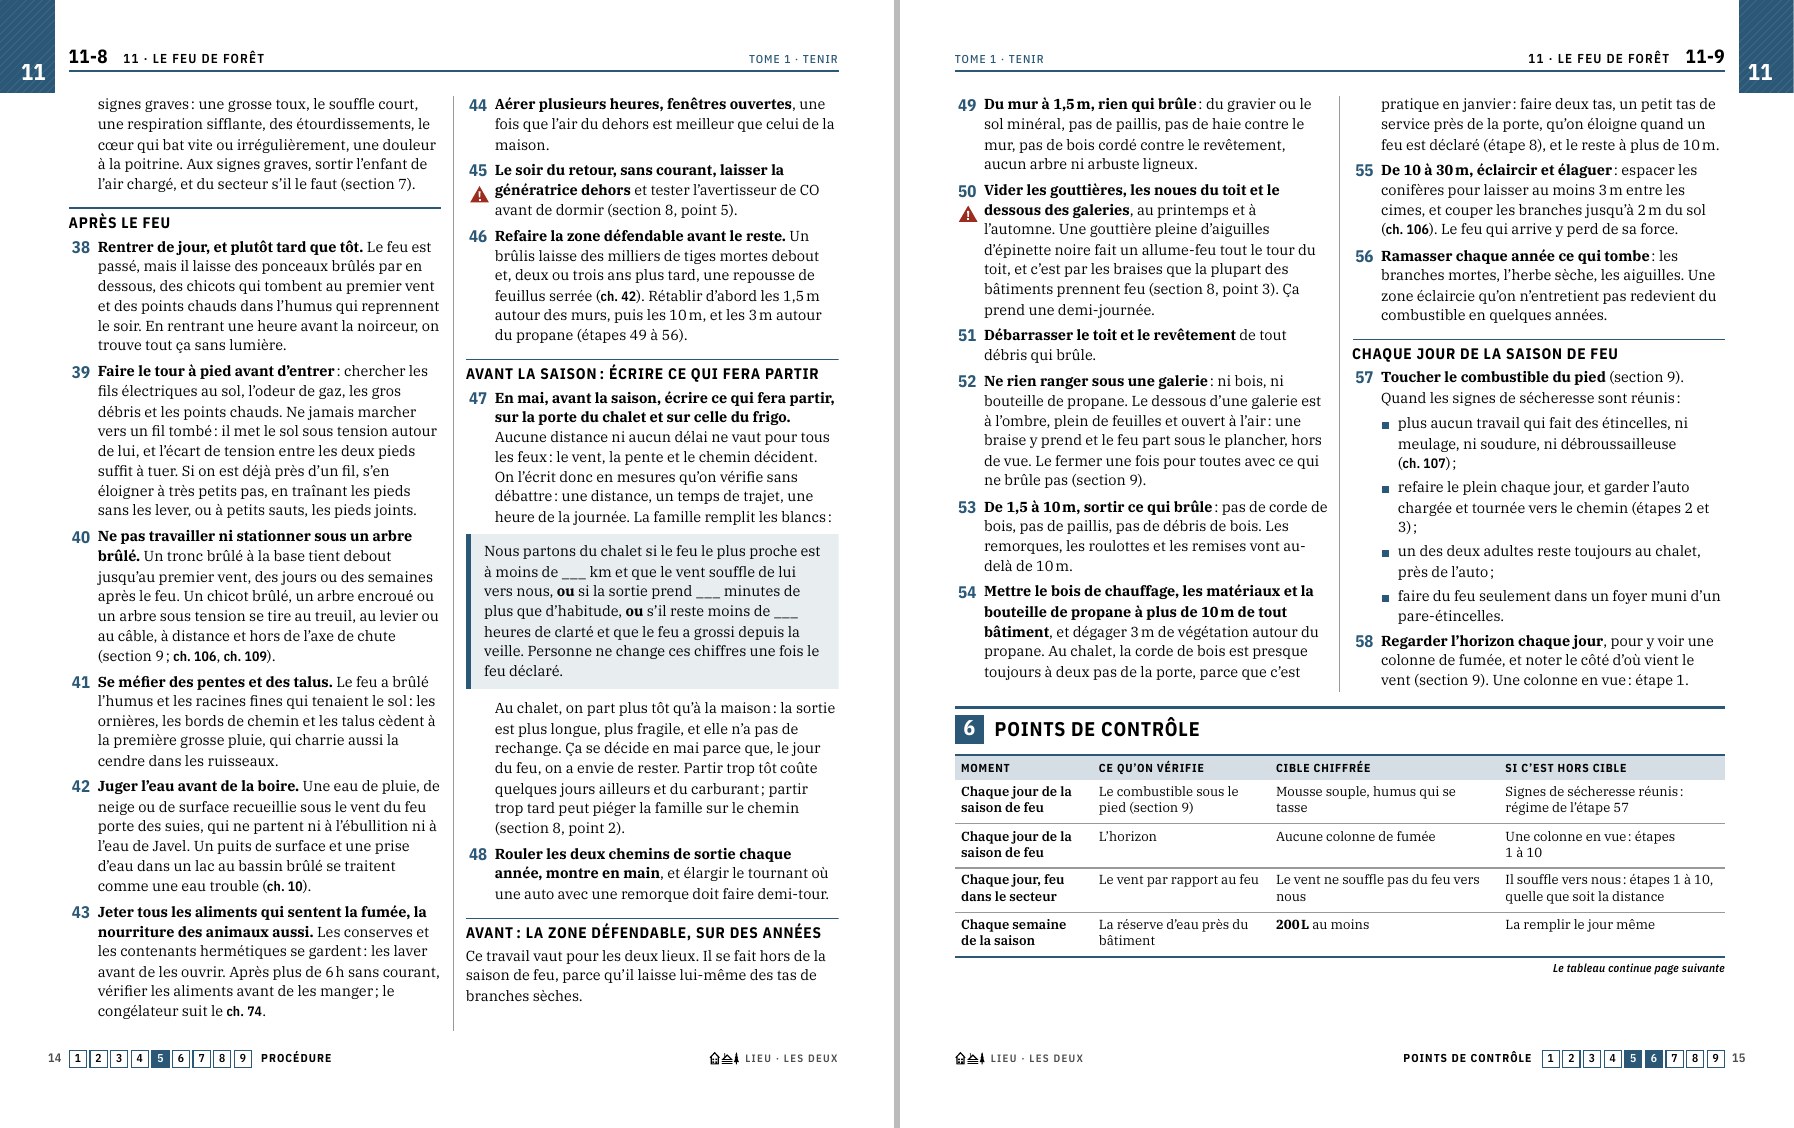 11
11-8 11 · LE FEU DE FORÊT
TOME 1 · TENIR
signes graves : une grosse toux, le souffle court,
une respiration sifflante, des étourdissements, le
cœur qui bat vite ou irrégulièrement, une douleur
à la poitrine. Aux signes graves, sortir l’enfant de
l’air chargé, et du secteur s’il le faut (section 7).
APRÈS LE FEU
38 Rentrer de jour, et plutôt tard que tôt. Le feu est
passé, mais il laisse des ponceaux brûlés par en
dessous, des chicots qui tombent au premier vent
et des points chauds dans l’humus qui reprennent
le soir. En rentrant une heure avant la noirceur, on
trouve tout ça sans lumière.
39 Faire le tour à pied avant d’entrer : chercher les
fils électriques au sol, l’odeur de gaz, les gros
débris et les points chauds. Ne jamais marcher
vers un fil tombé : il met le sol sous tension autour
de lui, et l’écart de tension entre les deux pieds
suffit à tuer. Si on est déjà près d’un fil, s’en
éloigner à très petits pas, en traînant les pieds
sans les lever, ou à petits sauts, les pieds joints.
40 Ne pas travailler ni stationner sous un arbre
brûlé. Un tronc brûlé à la base tient debout
jusqu’au premier vent, des jours ou des semaines
après le feu. Un chicot brûlé, un arbre encroué ou
un arbre sous tension se tire au treuil, au levier ou
au câble, à distance et hors de l’axe de chute
(section 9 ; ch. 106, ch. 109).
41 Se méfier des pentes et des talus. Le feu a brûlé
l’humus et les racines fines qui tenaient le sol : les
ornières, les bords de chemin et les talus cèdent à
la première grosse pluie, qui charrie aussi la
cendre dans les ruisseaux.
42 Juger l’eau avant de la boire. Une eau de pluie, de
neige ou de surface recueillie sous le vent du feu
porte des suies, qui ne partent ni à l’ébullition ni à
l’eau de Javel. Un puits de surface et une prise
d’eau dans un lac au bassin brûlé se traitent
comme une eau trouble (ch. 10).
43 Jeter tous les aliments qui sentent la fumée, la
nourriture des animaux aussi. Les conserves et
les contenants hermétiques se gardent : les laver
avant de les ouvrir. Après plus de 6 h sans courant,
vérifier les aliments avant de les manger ; le
congélateur suit le ch. 74.
44 Aérer plusieurs heures, fenêtres ouvertes, une
fois que l’air du dehors est meilleur que celui de la
maison.
45 Le soir du retour, sans courant, laisser la
génératrice dehors et tester l’avertisseur de CO
avant de dormir (section 8, point 5).
46 Refaire la zone défendable avant le reste. Un
brûlis laisse des milliers de tiges mortes debout
et, deux ou trois ans plus tard, une repousse de
feuillus serrée (ch. 42). Rétablir d’abord les 1,5 m
autour des murs, puis les 10 m, et les 3 m autour
du propane (étapes 49 à 56).
AVANT LA SAISON : ÉCRIRE CE QUI FERA PARTIR
47 En mai, avant la saison, écrire ce qui fera partir,
sur la porte du chalet et sur celle du frigo.
Aucune distance ni aucun délai ne vaut pour tous
les feux : le vent, la pente et le chemin décident.
On l’écrit donc en mesures qu’on vérifie sans
débattre : une distance, un temps de trajet, une
heure de la journée. La famille remplit les blancs :
Nous partons du chalet si le feu le plus proche est
à moins de ___ km et que le vent souffle de lui
vers nous, ou si la sortie prend ___ minutes de
plus que d’habitude, ou s’il reste moins de ___
heures de clarté et que le feu a grossi depuis la
veille. Personne ne change ces chiffres une fois le
feu déclaré.
Au chalet, on part plus tôt qu’à la maison : la sortie
est plus longue, plus fragile, et elle n’a pas de
rechange. Ça se décide en mai parce que, le jour
du feu, on a envie de rester. Partir trop tôt coûte
quelques jours ailleurs et du carburant ; partir
trop tard peut piéger la famille sur le chemin
(section 8, point 2).
48 Rouler les deux chemins de sortie chaque
année, montre en main, et élargir le tournant où
une auto avec une remorque doit faire demi-tour.
AVANT : LA ZONE DÉFENDABLE, SUR DES ANNÉES
Ce travail vaut pour les deux lieux. Il se fait hors de la
saison de feu, parce qu’il laisse lui-même des tas de
branches sèches.
14 1 2 3 4 5 6 7 8 9 PROCÉDURE
LIEU · LES DEUX
TOME 1 · TENIR
11 · LE FEU DE FORÊT 11-9
11
49 Du mur à 1,5 m, rien qui brûle : du gravier ou le
sol minéral, pas de paillis, pas de haie contre le
mur, pas de bois cordé contre le revêtement,
aucun arbre ni arbuste ligneux.
50 Vider les gouttières, les noues du toit et le
dessous des galeries, au printemps et à
l’automne. Une gouttière pleine d’aiguilles
d’épinette noire fait un allume-feu tout le tour du
toit, et c’est par les braises que la plupart des
bâtiments prennent feu (section 8, point 3). Ça
prend une demi-journée.
51 Débarrasser le toit et le revêtement de tout
débris qui brûle.
52 Ne rien ranger sous une galerie : ni bois, ni
bouteille de propane. Le dessous d’une galerie est
à l’ombre, plein de feuilles et ouvert à l’air : une
braise y prend et le feu part sous le plancher, hors
de vue. Le fermer une fois pour toutes avec ce qui
ne brûle pas (section 9).
53 De 1,5 à 10 m, sortir ce qui brûle : pas de corde de
bois, pas de paillis, pas de débris de bois. Les
remorques, les roulottes et les remises vont au-
delà de 10 m.
54 Mettre le bois de chauffage, les matériaux et la
bouteille de propane à plus de 10 m de tout
bâtiment, et dégager 3 m de végétation autour du
propane. Au chalet, la corde de bois est presque
toujours à deux pas de la porte, parce que c’est
pratique en janvier : faire deux tas, un petit tas de
service près de la porte, qu’on éloigne quand un
feu est déclaré (étape 8), et le reste à plus de 10 m.
55 De 10 à 30 m, éclaircir et élaguer : espacer les
conifères pour laisser au moins 3 m entre les
cimes, et couper les branches jusqu’à 2 m du sol
(ch. 106). Le feu qui arrive y perd de sa force.
56 Ramasser chaque année ce qui tombe : les
branches mortes, l’herbe sèche, les aiguilles. Une
zone éclaircie qu’on n’entretient pas redevient du
combustible en quelques années.
CHAQUE JOUR DE LA SAISON DE FEU
57 Toucher le combustible du pied (section 9).
Quand les signes de sécheresse sont réunis :
■ plus aucun travail qui fait des étincelles, ni
meulage, ni soudure, ni débroussailleuse
(ch. 107) ;
■ refaire le plein chaque jour, et garder l’auto
chargée et tournée vers le chemin (étapes 2 et
3) ;
■ un des deux adultes reste toujours au chalet,
près de l’auto ;
■ faire du feu seulement dans un foyer muni d’un
pare-étincelles.
58 Regarder l’horizon chaque jour, pour y voir une
colonne de fumée, et noter le côté d’où vient le
vent (section 9). Une colonne en vue : étape 1.
6 POINTS DE CONTRÔLE
MOMENT CE QU’ON VÉRIFIE CIBLE CHIFFRÉE SI C’EST HORS CIBLE
Chaque jour de la Le combustible sous le Mousse souple, humus qui se Signes de sécheresse réunis :
saison de feu pied (section 9) tasse régime de l’étape 57
Chaque jour de la L’horizon Aucune colonne de fumée Une colonne en vue : étapes
saison de feu 1 à 10
Chaque jour, feu Le vent par rapport au feu Le vent ne souffle pas du feu vers Il souffle vers nous : étapes 1 à 10,
dans le secteur nous quelle que soit la distance
Chaque semaine La réserve d’eau près du 200 L au moins La remplir le jour même
de la saison bâtiment
Le tableau continue page suivante
LIEU · LES DEUX
POINTS DE CONTRÔLE 1 2 3 4 5 6 7 8 9 15